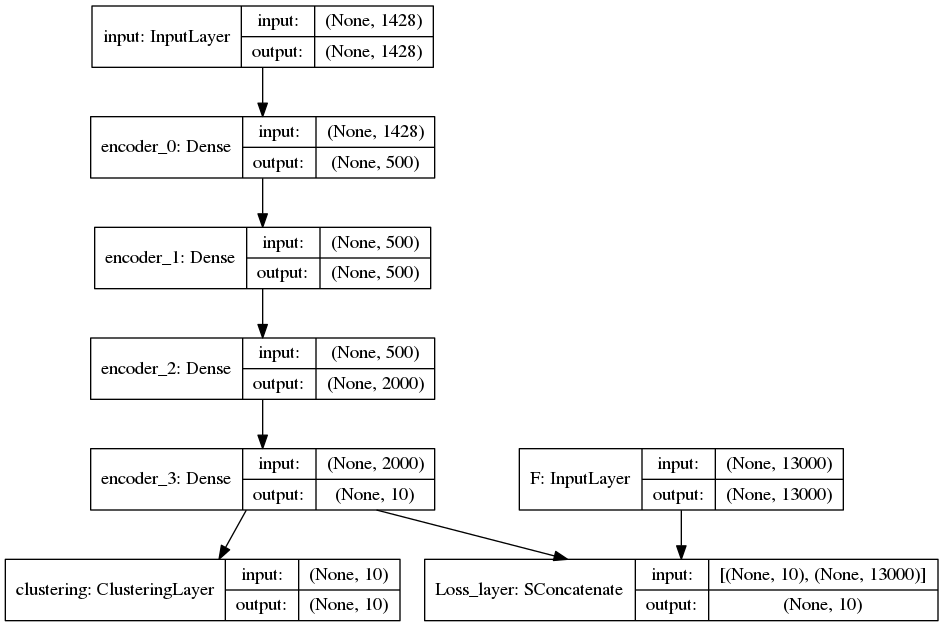 input: InputLayer
input: (None, 1428)
output: (None, 1428)
encoder_0: Dense
input: (None, 1428)
output: (None, 500)
encoder_1: Dense
input: (None, 500)
output: (None, 500)
encoder_2: Dense
input: (None, 500)
output: (None, 2000)
encoder_3: Dense
input: (None, 2000)
output: (None, 10)
F: InputLayer
input: (None, 13000)
output: (None, 13000)
clustering: ClusteringLayer
input: (None, 10)
output: (None, 10)
Loss_layer: SConcatenate
input: [(None, 10), (None, 13000)]
output: (None, 10)